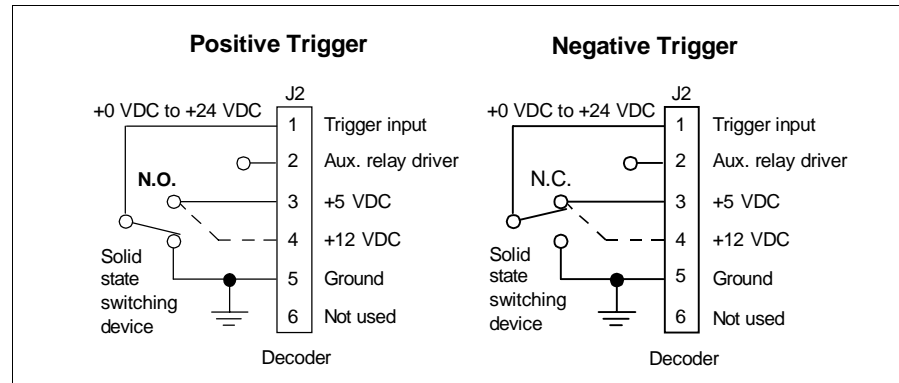 Positive Trigger
J2
+0 VDC to +24 VDC
1 Trigger input
2 Aux. relay driver
N.O.
3 +5 VDC
4 +12 VDC
Solid
state
switching
device
5 Ground
6 Not used
Decoder
Negative Trigger
J2
+0 VDC to +24 VDC
1 Trigger input
2 Aux. relay driver
N.C.
3 +5 VDC
4 +12 VDC
Solid
state
switching
device
5 Ground
6 Not used
Decoder